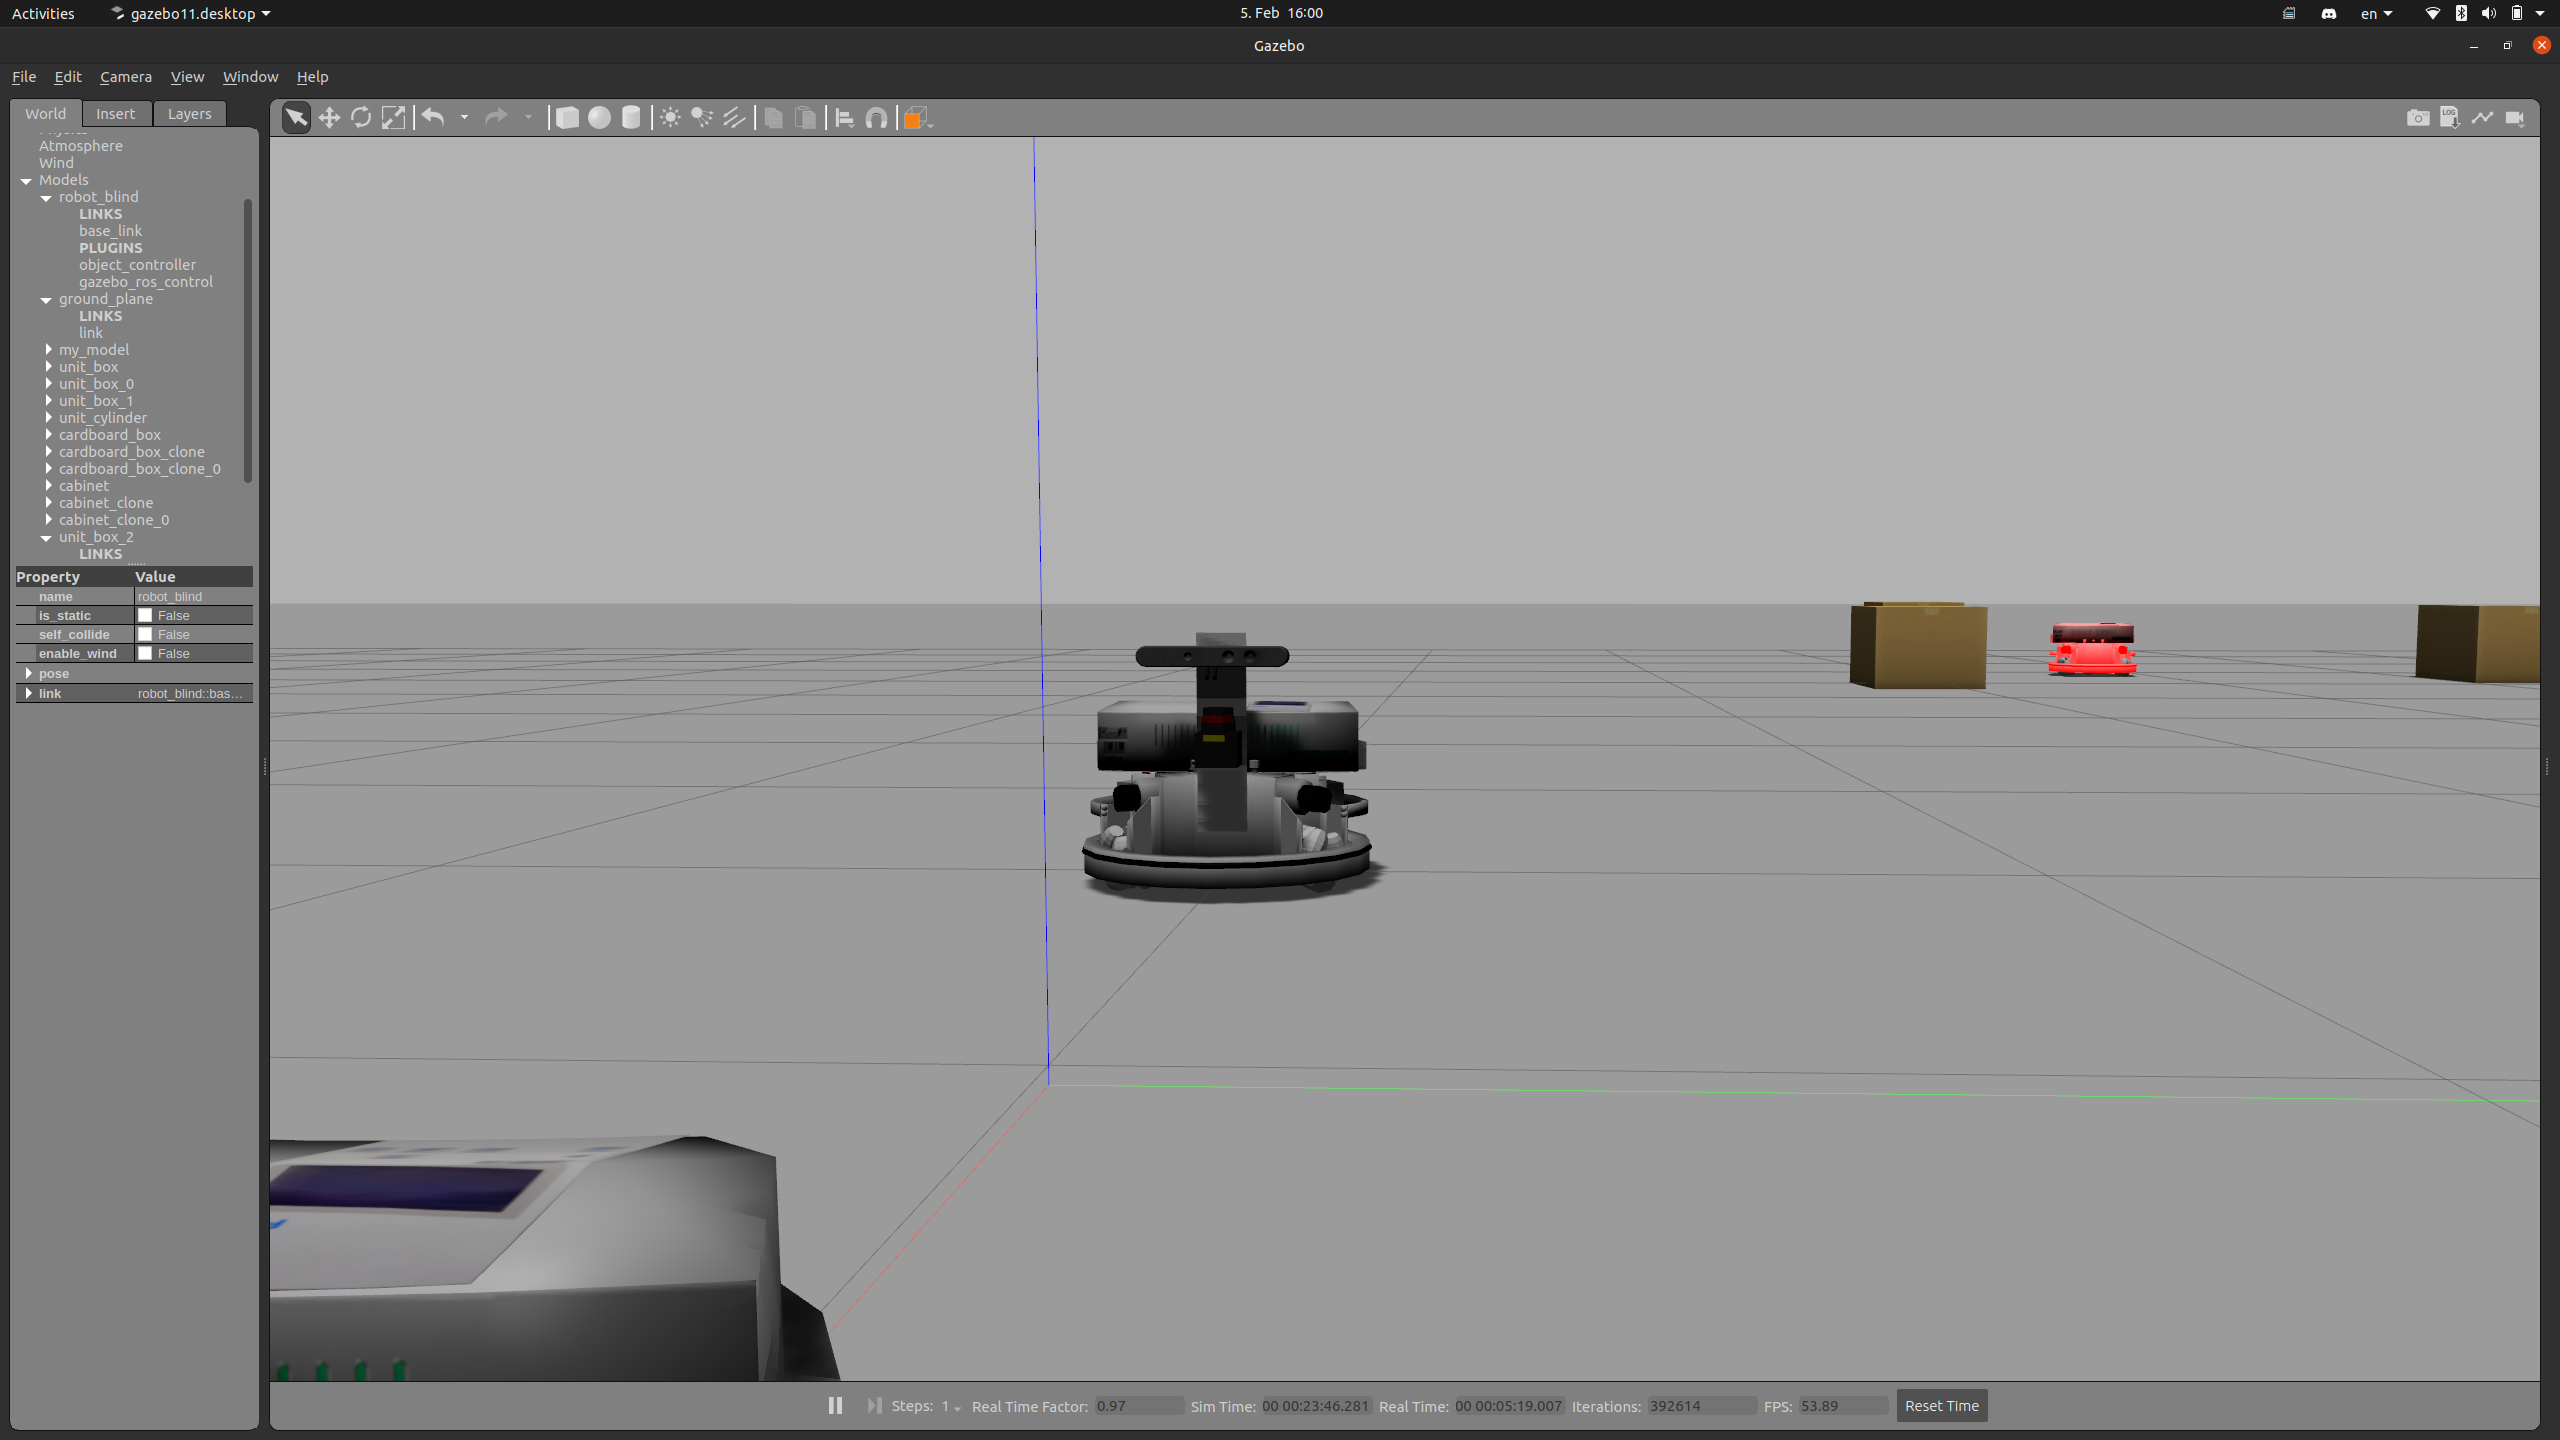 Activities gazebo11.desktop 5. Feb 16:00 en
Gazebo
File Edit Camera View Window Help
World Insert Layers
LOG
Atmosphere
Wind
Models
robot_blind
LINKS
base_link
PLUGINS
object_controller
gazebo_ros_control
ground_plane
LINKS
link
my_model
unit_box
unit_box_0
unit_box_1
unit_cylinder
cardboard_box
cardboard_box_clone
cardboard_box_clone_0
cabinet
cabinet_clone
cabinet_clone_0
unit_box_2
LINKS
Property Value
name robot_blind
is_static False
self_collide False
enable_wind False
pose
link robot_blind::bas...
Steps: 1 Real Time Factor: 0.97 Sim Time: 00 00:23:46.281 Real Time: 00 00:05:19.007 Iterations: 392614 FPS: 53.89 Reset Time